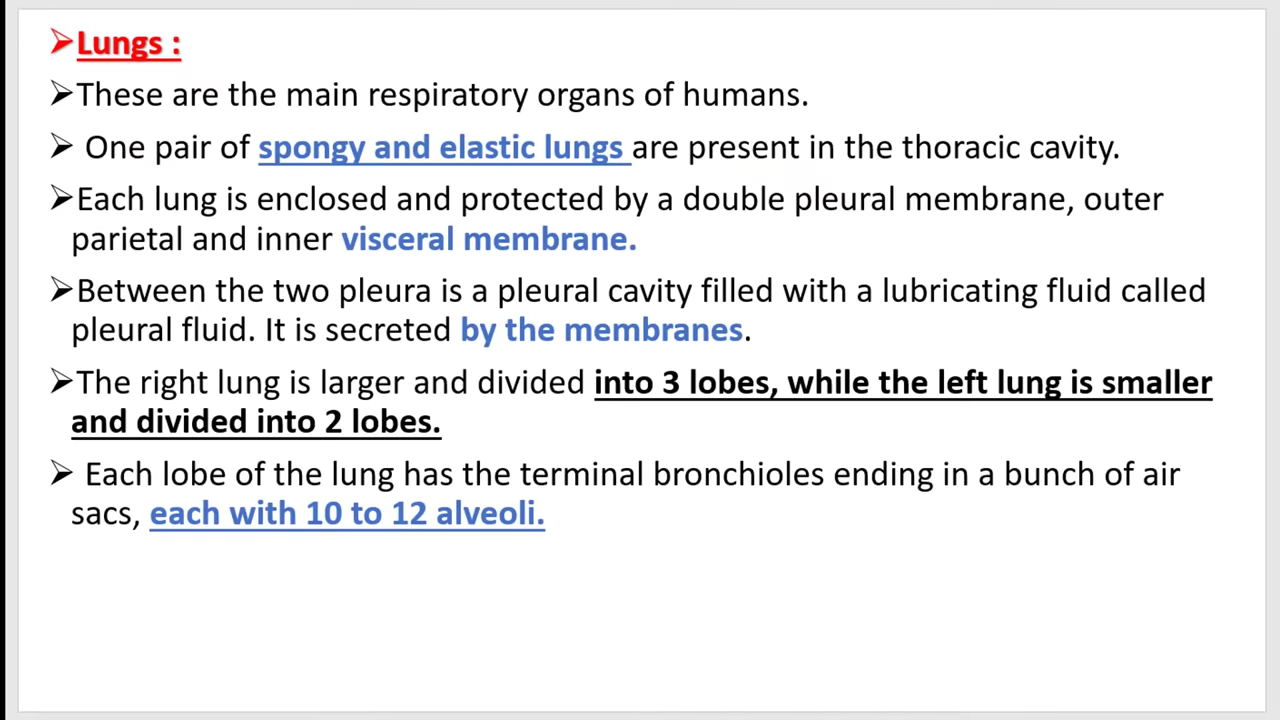 ➢Lungs :
➢These are the main respiratory organs of humans.
➢ One pair of spongy and elastic lungs are present in the thoracic cavity.
➢Each lung is enclosed and protected by a double pleural membrane, outer
parietal and inner visceral membrane.
➢Between the two pleura is a pleural cavity filled with a lubricating fluid called
pleural fluid. It is secreted by the membranes.
➢The right lung is larger and divided into 3 lobes, while the left lung is smaller
and divided into 2 lobes.
➢ Each lobe of the lung has the terminal bronchioles ending in a bunch of air
sacs, each with 10 to 12 alveoli.